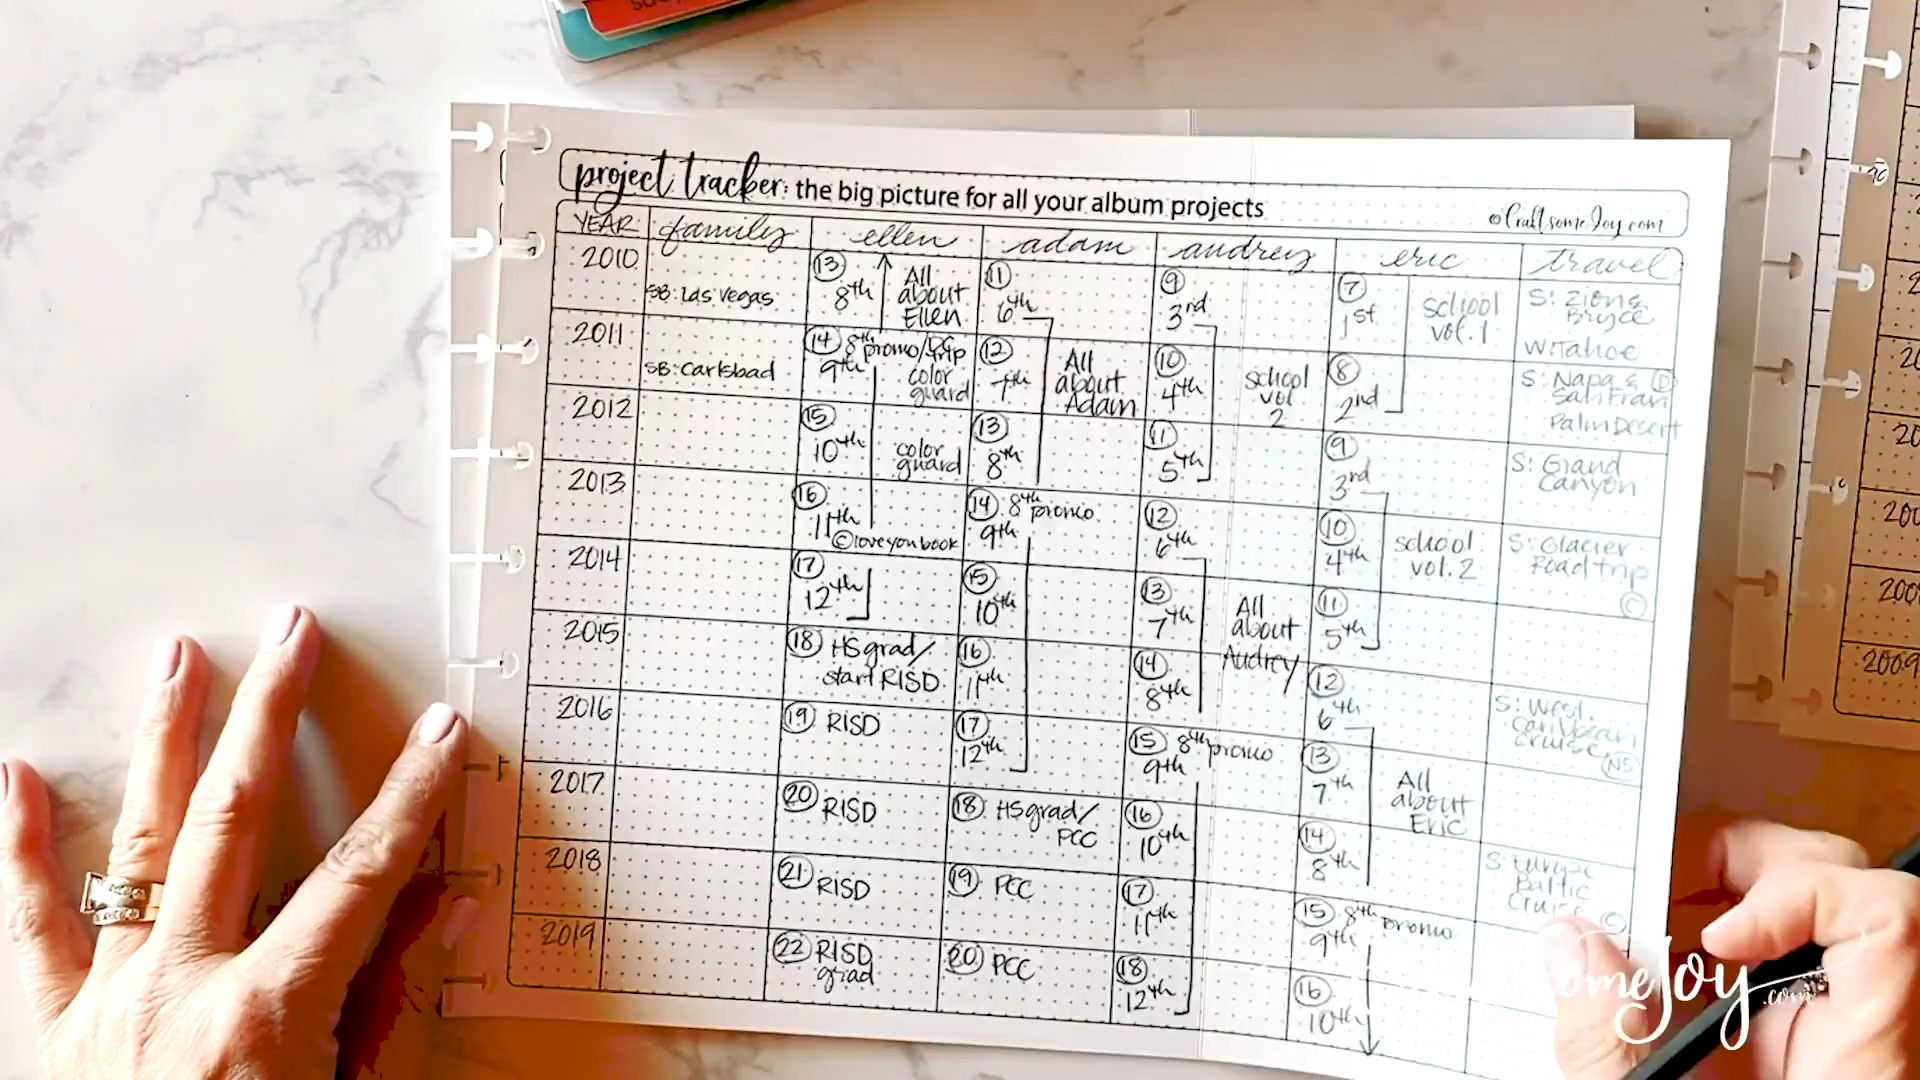 project tracker: the big picture for all your album projects
©CraftsomeJoy.com
YEAR family ellen adam audrey eric travel
2010
SB: Las Vegas
13
8th
All
about
Ellen
11
6th
9
3rd
7
1st
school
vol. 1
S: Zion &
Bryce
W: Tahoe
2011
SB: Carlsbad
14 8th promo/DC trip
9th
color
guard
12
7th
All
about
Adam
10
4th
school
vol
2
8
2nd
S: Napa & D
San Fran
Palm Desert
2012
15
10th
color
guard
13
8th
11
5th
9
3rd
S: Grand
Canyon
2013
16
11th
©loveyoubook
14 8th promo
9th
12
6th
10
4th
school
vol. 2
S: Glacier
Road trip
C
2014
17
12th
15
10th
13
7th
All
about
Audrey
11
5th
2015
18 HS grad/
start RISD
16
11th
14
8th
12
6th
S: West
Caribbean
cruise
NS
2016
19 RISD
17
12th
15 8th promo
9th
13
7th
All
about
Eric
2017
20 RISD
18 HS grad/
PCC
16
10th
14
8th
S: Europe
Baltic
Cruise C
2018
21 RISD
19 PCC
17
11th
15 8th promo
9th
2019
22 RISD
grad
20 PCC
18
12th
16
10th
2009
omeJoy
.com